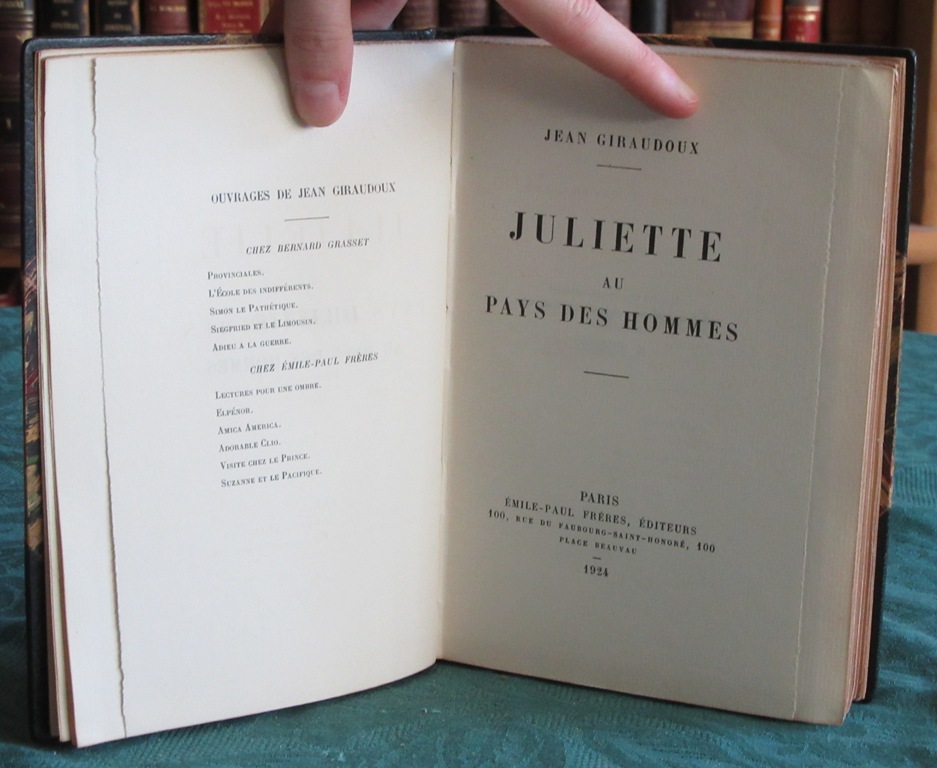 OUVRAGES DE JEAN GIRAUDOUX
CHEZ BERNARD GRASSET
PROVINCIALES.
L'ÉCOLE DES INDIFFÉRENTS.
SIMON LE PATHÉTIQUE.
SIEGFRIED ET LE LIMOUSIN.
ADIEU A LA GUERRE.
CHEZ ÉMILE-PAUL FRÈRES
LECTURES POUR UNE OMBRE.
ELPÉNOR.
AMICA AMERICA.
ADORABLE CLIO.
VISITE CHEZ LE PRINCE.
SUZANNE ET LE PACIFIQUE.
JEAN GIRAUDOUX
JULIETTE
AU
PAYS DES HOMMES
PARIS
ÉMILE-PAUL FRÈRES, ÉDITEURS
100, RUE DU FAUBOURG-SAINT-HONORÉ, 100
PLACE BEAUVAU
1924